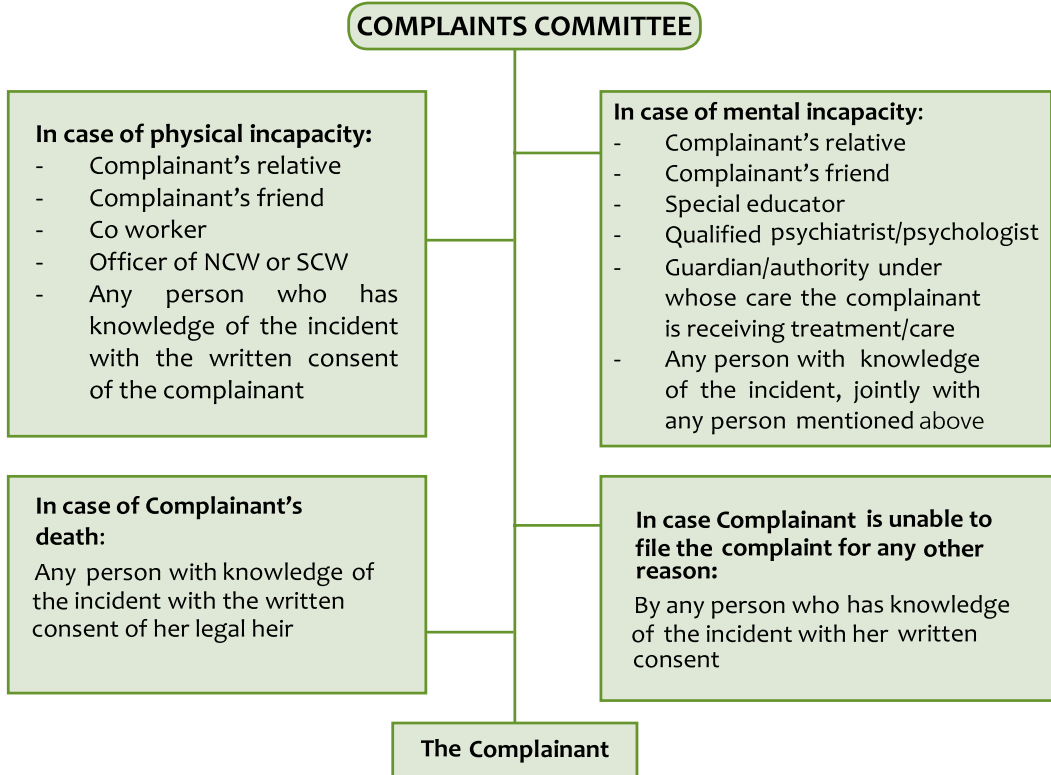 COMPLAINTS COMMITTEE
In case of physical incapacity:
- Complainant's relative
- Complainant's friend
- Co worker
- Officer of NCW or SCW
- Any person who has
knowledge of the incident
with the written consent
of the complainant
In case of mental incapacity:
- Complainant's relative
- Complainant's friend
- Special educator
- Qualified psychiatrist/psychologist
- Guardian/authority under
whose care the complainant
is receiving treatment/care
- Any person with knowledge
of the incident, jointly with
any person mentioned above
In case of Complainant's
death:
Any person with knowledge of
the incident with the written
consent of her legal heir
In case Complainant is unable to
file the complaint for any other
reason:
By any person who has knowledge
of the incident with her written
consent
The Complainant